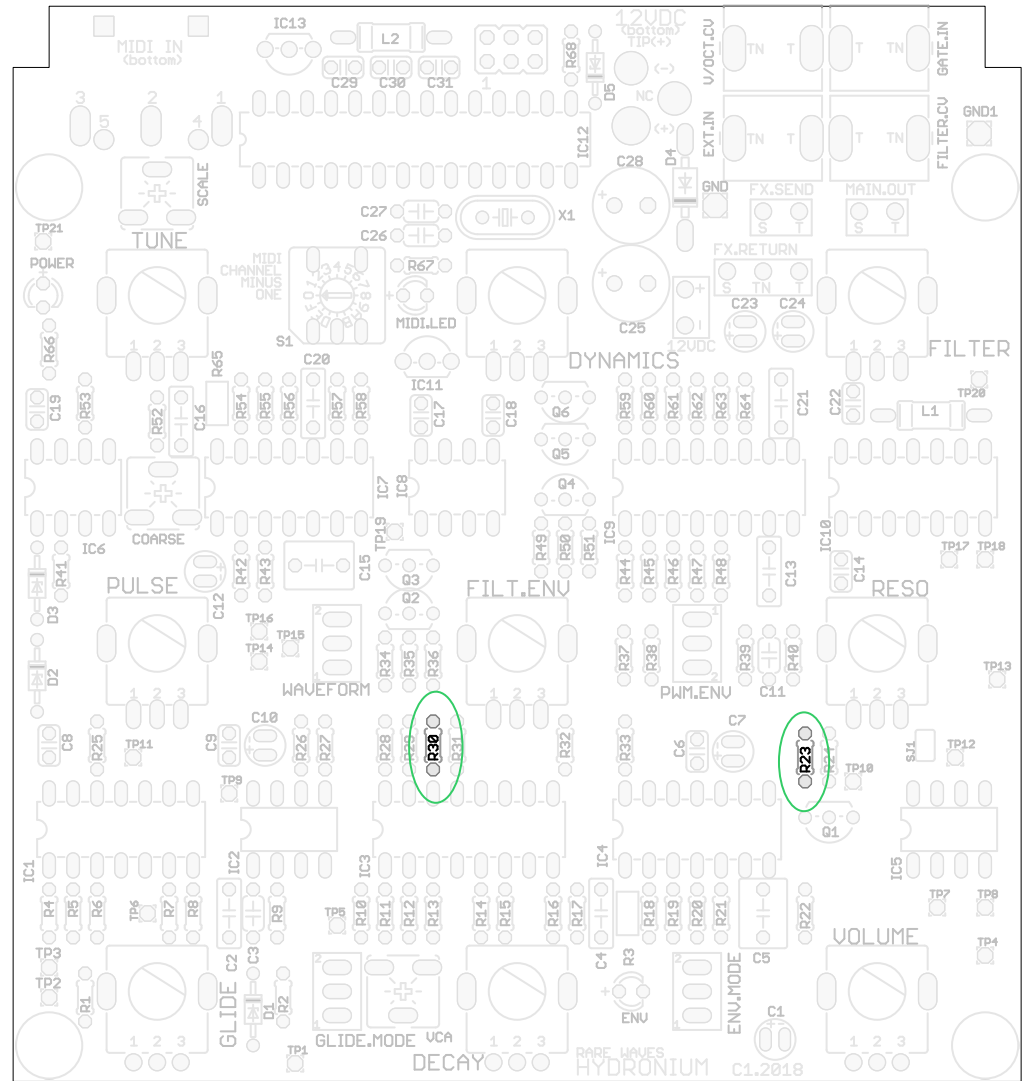 IC13
L2
12VDC
(bottom)
TIP(+)
MIDI IN
(bottom)
R68
D5
V/OCT.CV
TN T
T TN
GATE.IN
(-)
C29 C30 C31
1
NC
3 2 1
5 4
(+)
IC12
EXT.IN
TN T
T TN
FILTER.CV
GND1
D4
C28
SCALE
GND
FX.SEND
MAIN.OUT
C27
X1
S T
S T
TP21
TUNE
C26
FX.RETURN
POWER
MIDI
CHANNEL
MINUS
ONE
R67
S TN T
C23 C24
MIDI.LED
C25
R66
S1
12VDC
1 2 3
1 2 3
1 2 3
C20
IC11
DYNAMICS
FILTER
R65
TP20
C19 R53 R52 C16 R54 R55 R56 R57 R58 C17 C18
Q6
R59 R60 R61 R62 R63 R64 C21 C22
L1
Q5
IC7 IC8
Q4
IC6
COARSE
TP19
IC9
IC10
R49 R50 R51
TP17 TP18
R41 R42 R43
C15
Q3
R44 R45 R46 R47 R48 C13 C14
D3
PULSE
C12
FILT.ENV
RESO
Q2
TP16
TP15
TP14
2
1
D2
R34 R35 R36
R37 R38
R39 R40
TP13
WAVEFORM
1
2
PWM.ENV
C11
1 2 3
1 2 3
1 2 3
C8 R25
TP11
C9
C10
R26 R27 R28 R29 R30 R31 R32 R33
C6
C7
R23 R24
SJ1
TP12
TP10
TP9
Q1
IC1
IC2
IC3
IC4
IC5
R4 R5 R6
TP6
R7 R8
C2 C3
R9
TP5
R10 R11 R12 R13 R14 R15 R16 R17
C4
R3
R18 R19 R20 R21
C5
R22
TP7 TP8
VOLUME
TP3
TP2
TP4
R1
GLIDE
D1
R2
2
1
ENV
2
1
ENV.MODE
C1
GLIDE.MODE
VCA
1 2 3
1 2 3
1 2 3
TP1
DECAY
RARE WAVES
HYDRONIUM
C1.2018